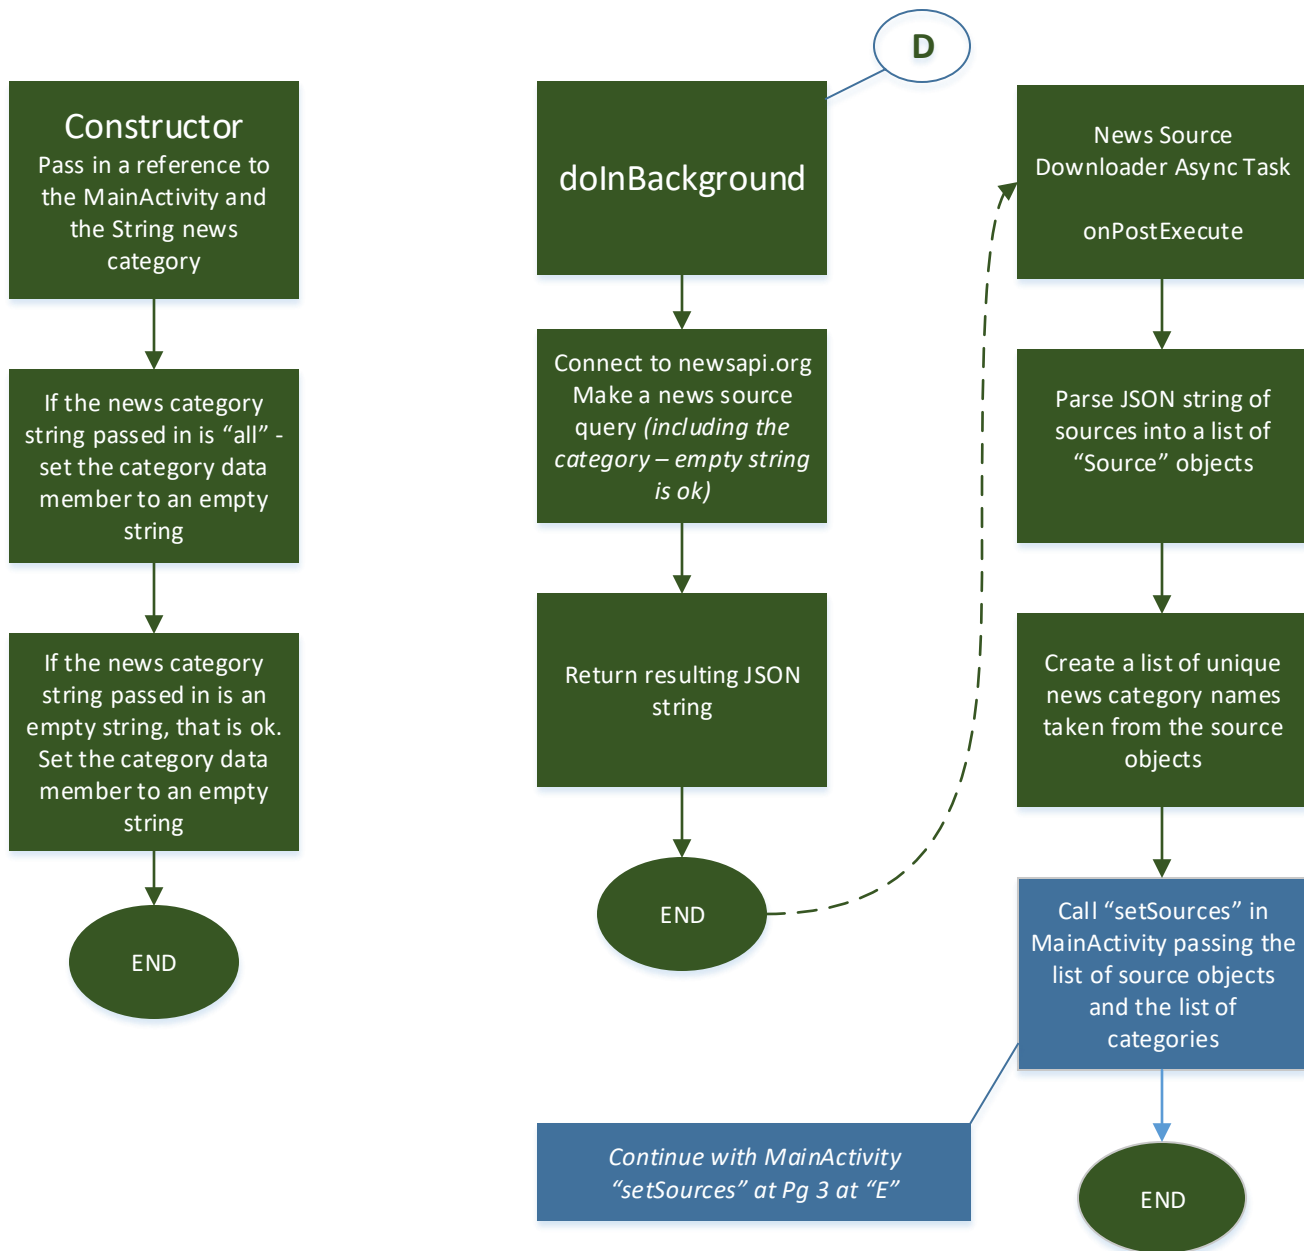 Constructor
Pass in a reference to
the MainActivity and
the String news
category
If the news category
string passed in is “all” -
set the category data
member to an empty
string
If the news category
string passed in is an
empty string, that is ok.
Set the category data
member to an empty
string
END
D
doInBackground
Connect to newsapi.org
Make a news source
query (including the
category – empty string
is ok)
Return resulting JSON
string
END
News Source
Downloader Async Task
onPostExecute
Parse JSON string of
sources into a list of
“Source” objects
Create a list of unique
news category names
taken from the source
objects
Call “setSources” in
MainActivity passing the
list of source objects
and the list of
categories
Continue with MainActivity
“setSources” at Pg 3 at “E”
END